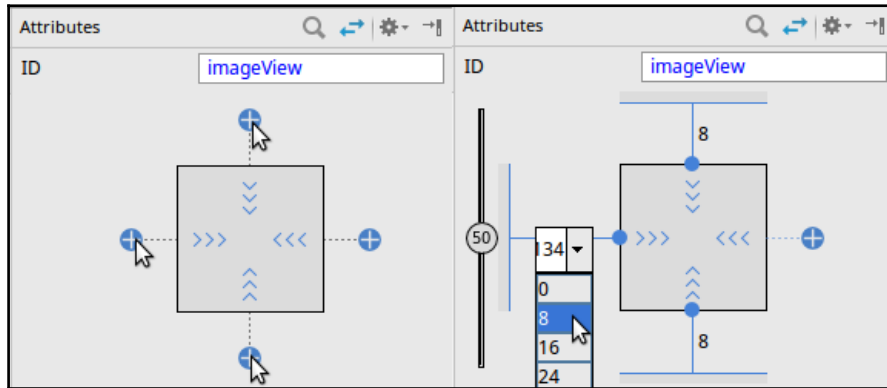 Attributes
ID
imageView
Attributes
ID
imageView
8
50
134
0
8
16
24
8